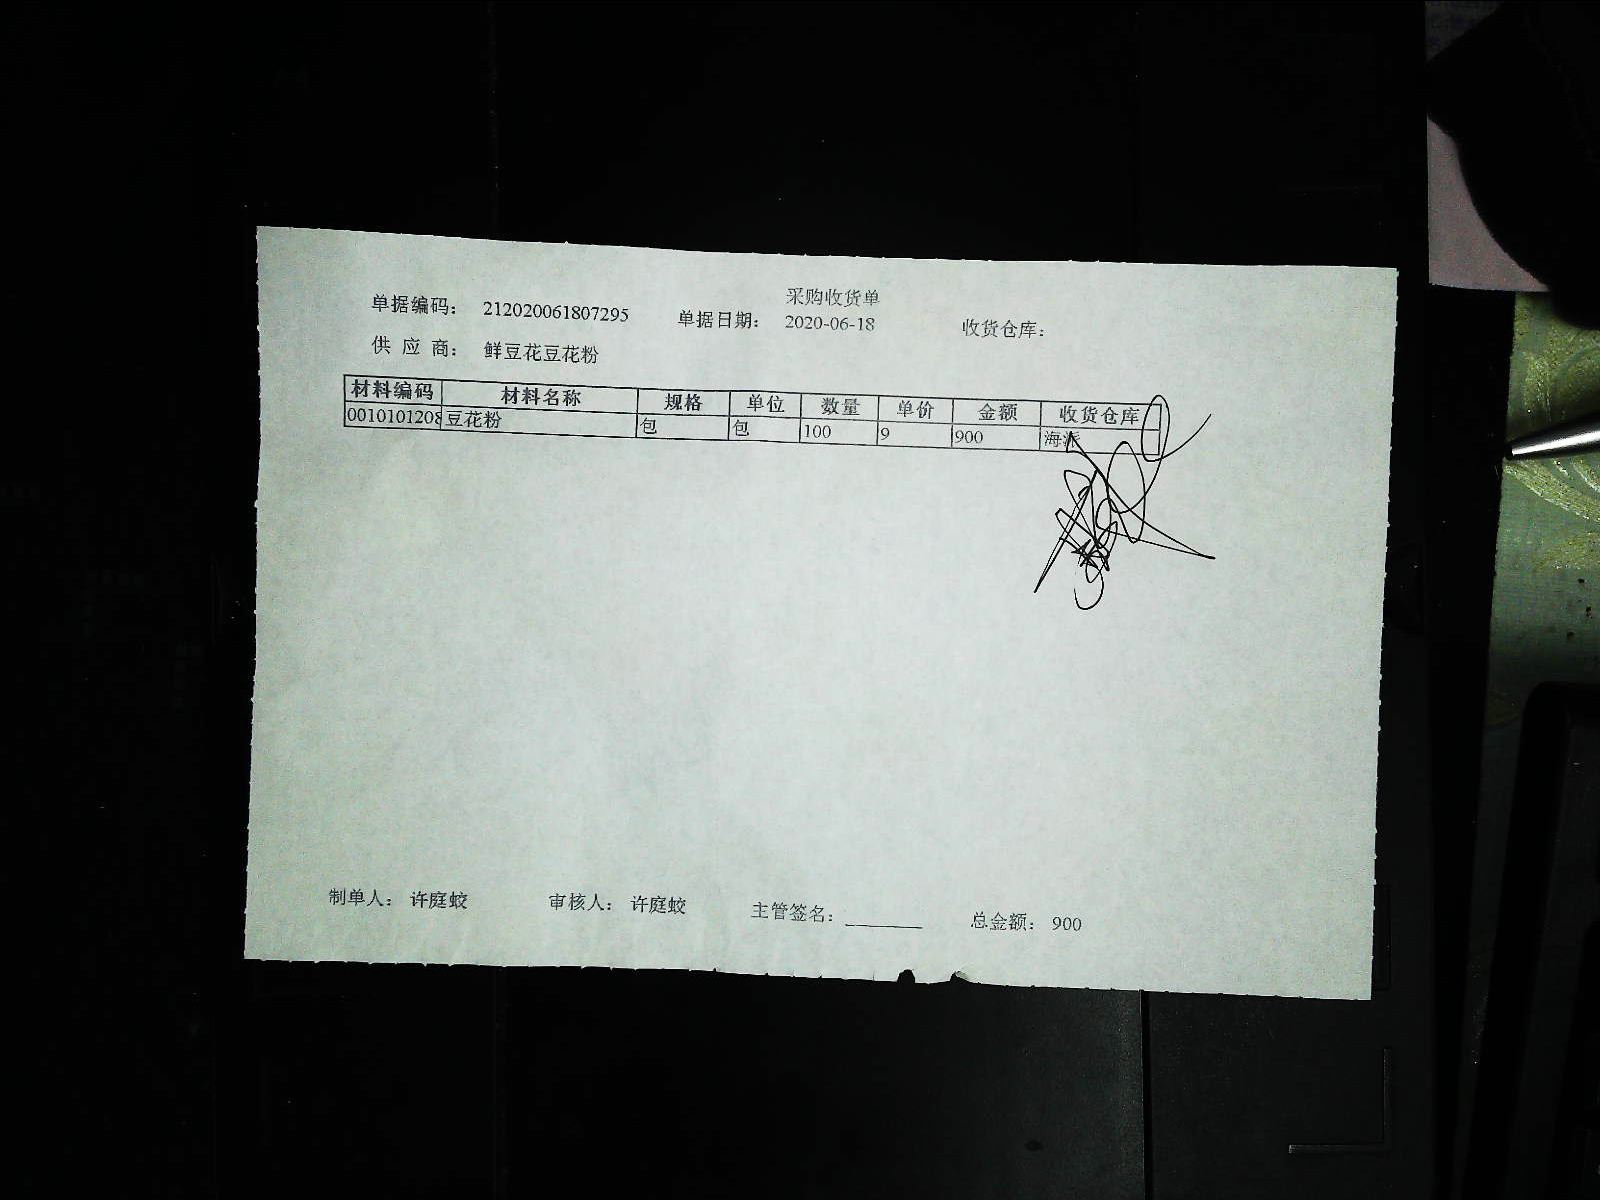 采购收货单
单据编码： 212020061807295 单据日期： 2020-06-18 收货仓库：
供 应 商： 鲜豆花豆花粉
材料编码 材料名称 规格 单位 数量 单价 金额 收货仓库
0010101208 豆花粉 包 包 100 9 900 海派
制单人： 许庭蛟 审核人： 许庭蛟 主管签名： 总金额： 900